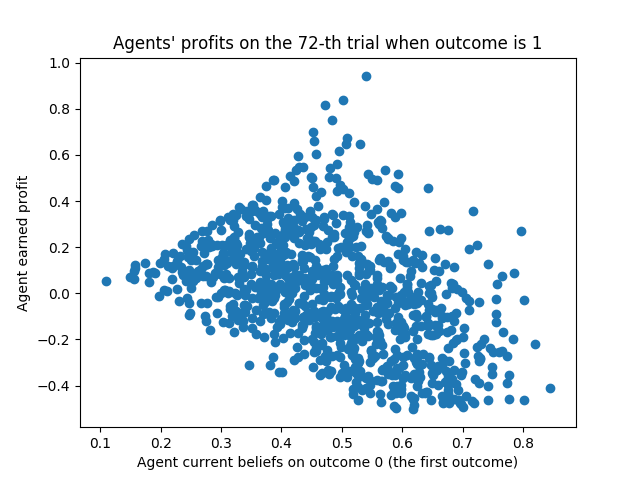 Agents' profits on the 72-th trial when outcome is 1
1.0
0.8
0.6
0.4
0.2
0.0
−0.2
−0.4
Agent earned profit
0.1 0.2 0.3 0.4 0.5 0.6 0.7 0.8
Agent current beliefs on outcome 0 (the first outcome)